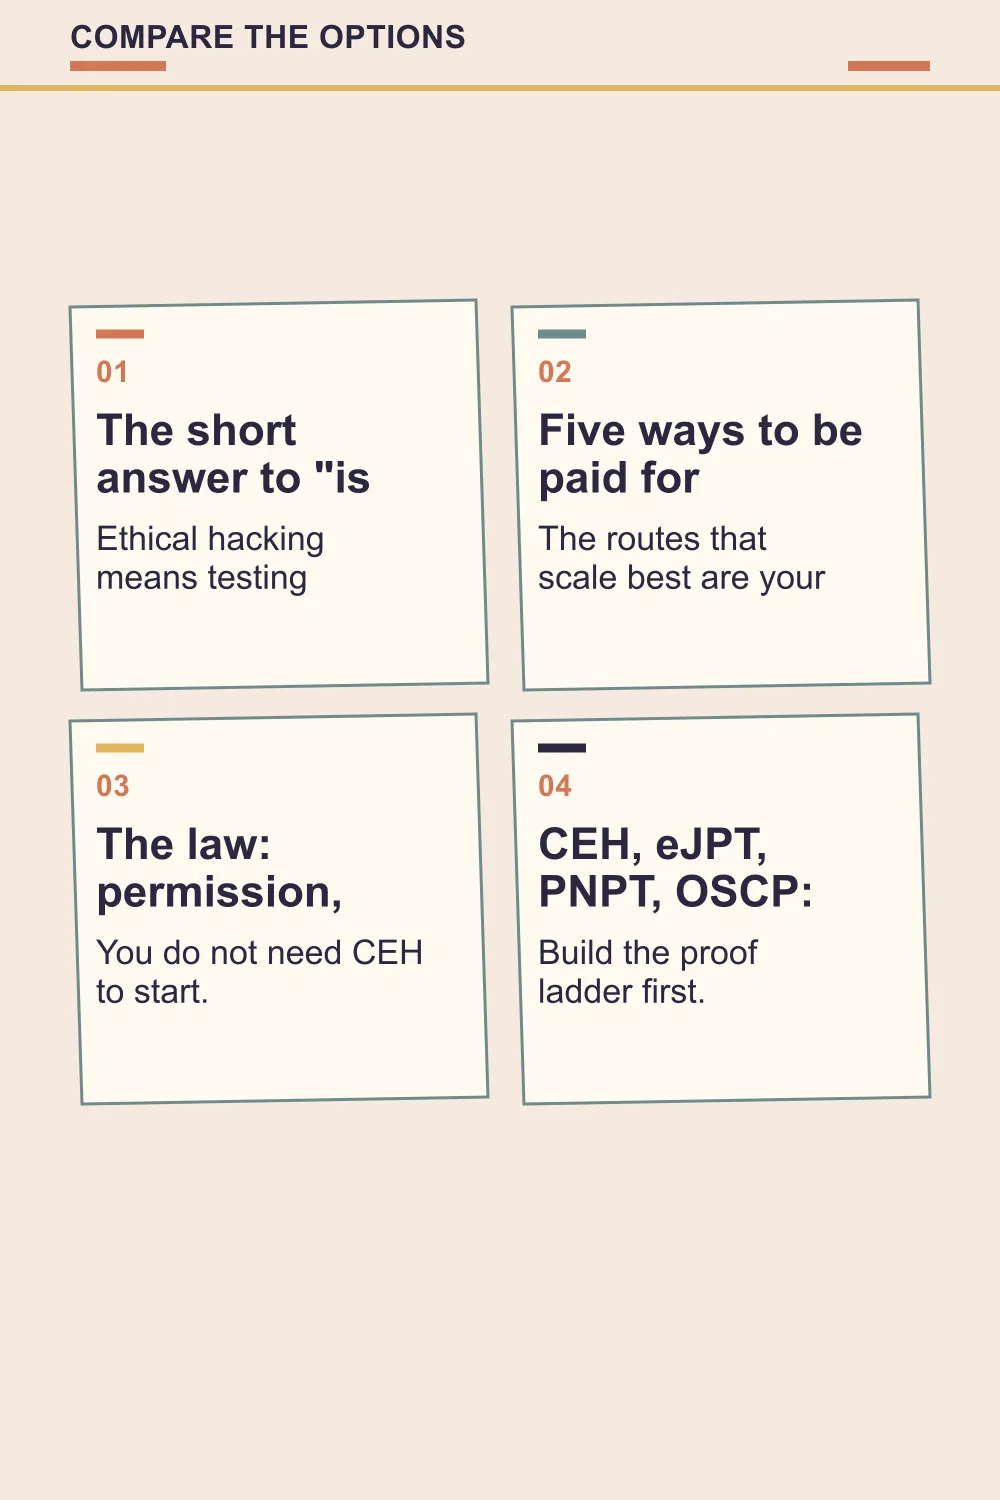 COMPARE THE OPTIONS
01
The short
answer to "is
Ethical hacking
means testing
02
Five ways to be
paid for
The routes that
scale best are your
03
The law:
permission,
You do not need CEH
to start.
04
CEH, eJPT,
PNPT, OSCP:
Build the proof
ladder first.